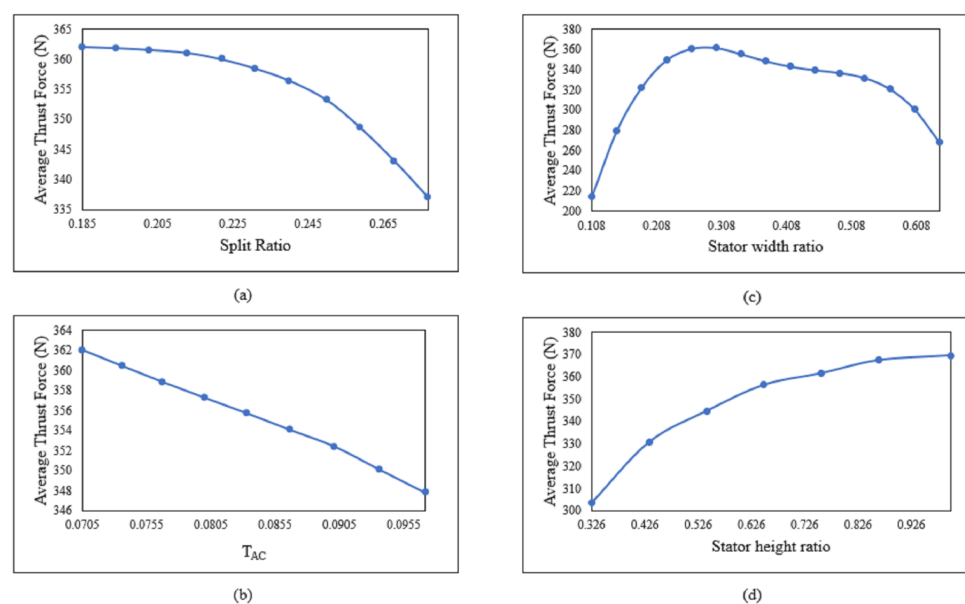 365
360
355
350
345
340
335
Average Thrust Force (N)
0.185 0.205 0.225 0.245 0.265
Split Ratio
(a)
380
360
340
320
300
280
260
240
220
200
Average Thrust Force (N)
0.108 0.208 0.308 0.408 0.508 0.608
Stator width ratio
(c)
364
362
360
358
356
354
352
350
348
346
Average Thrust Force (N)
0.0705 0.0755 0.0805 0.0855 0.0905 0.0955
TAC
(b)
380
370
360
350
340
330
320
310
300
Average Thrust Force (N)
0.326 0.426 0.526 0.626 0.726 0.826 0.926
Stator height ratio
(d)